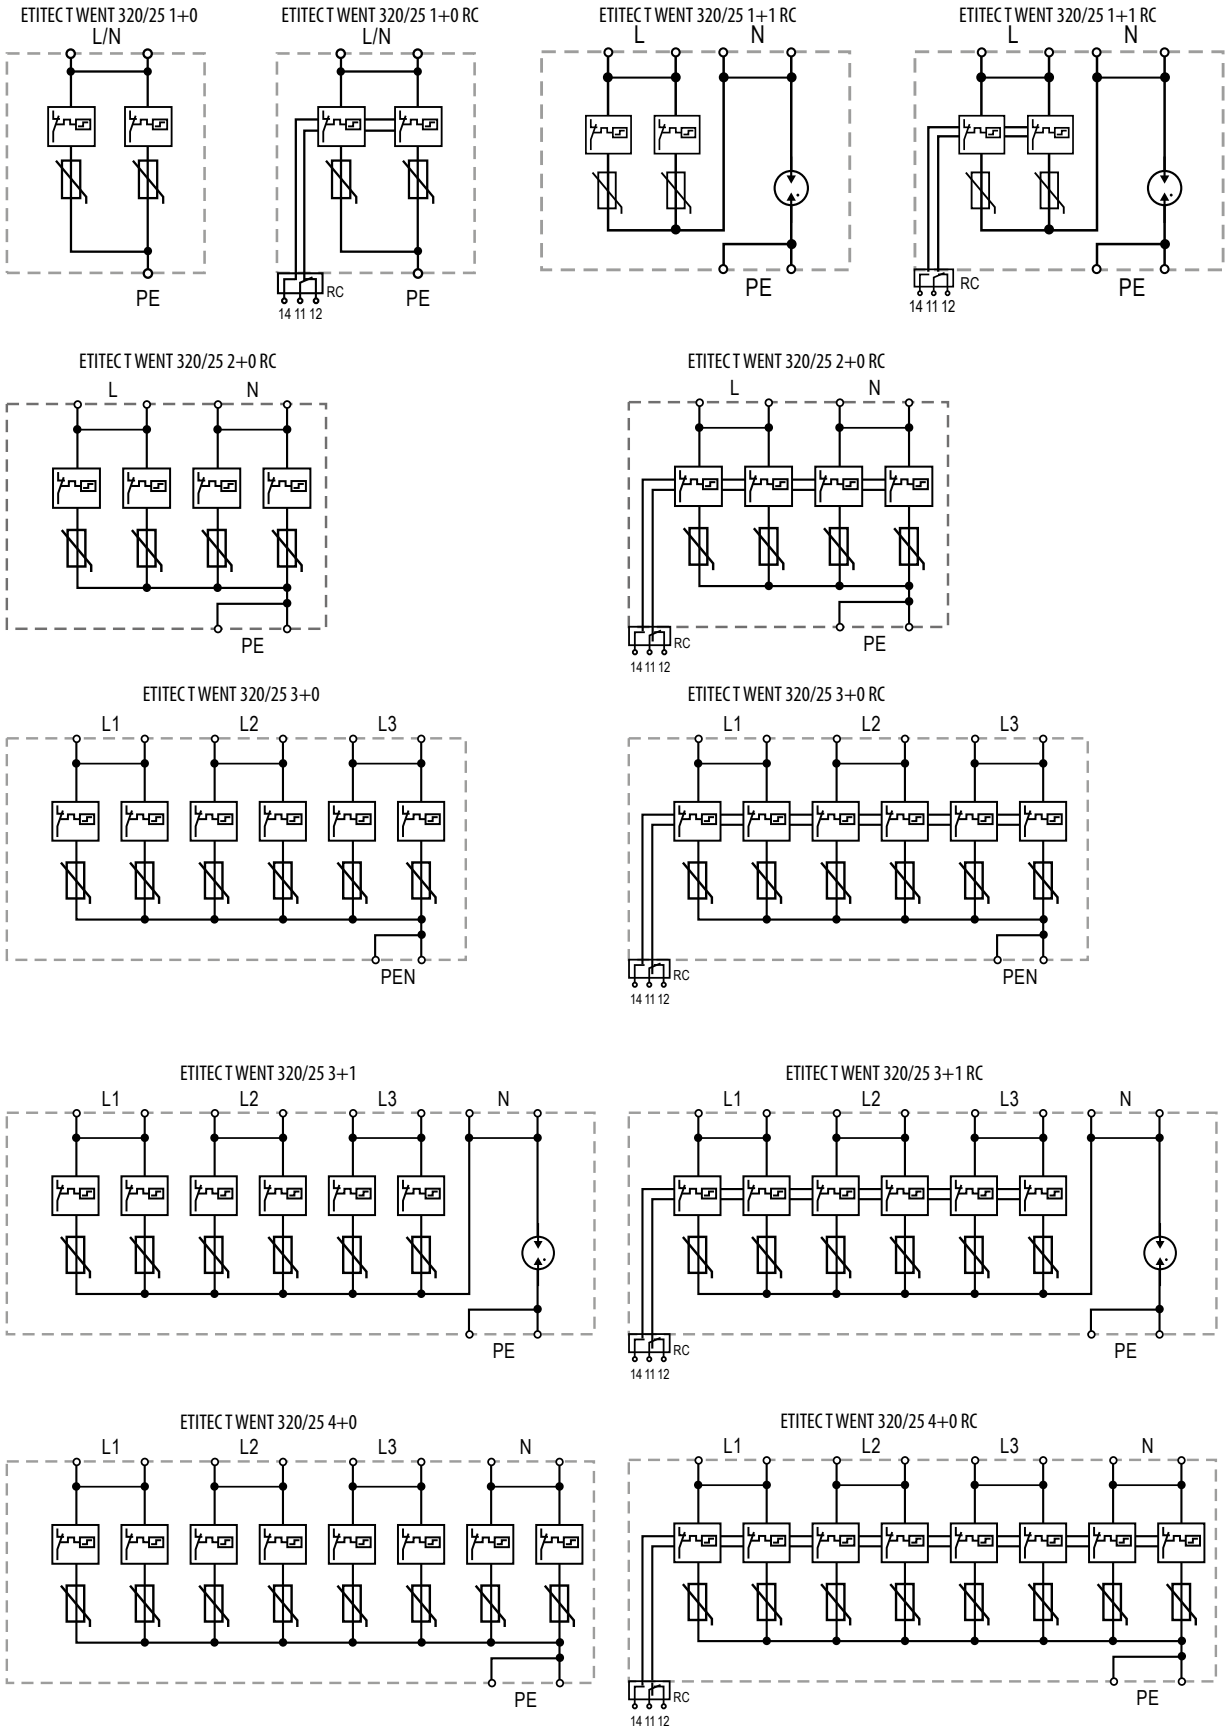 ETITEC T WENT 320/25 1+0
L/N
PE
ETITEC T WENT 320/25 1+0 RC
L/N
RC
14 11 12
PE
ETITEC T WENT 320/25 1+1 RC
L N
PE
ETITEC T WENT 320/25 1+1 RC
L N
RC
14 11 12
PE
ETITEC T WENT 320/25 2+0 RC
L N
PE
ETITEC T WENT 320/25 2+0 RC
L N
RC
14 11 12
PE
ETITEC T WENT 320/25 3+0
L1 L2 L3
PEN
ETITEC T WENT 320/25 3+0 RC
L1 L2 L3
RC
14 11 12
PEN
ETITEC T WENT 320/25 3+1
L1 L2 L3 N
PE
ETITEC T WENT 320/25 3+1 RC
L1 L2 L3 N
RC
14 11 12
PE
ETITEC T WENT 320/25 4+0
L1 L2 L3 N
PE
ETITEC T WENT 320/25 4+0 RC
L1 L2 L3 N
RC
14 11 12
PE